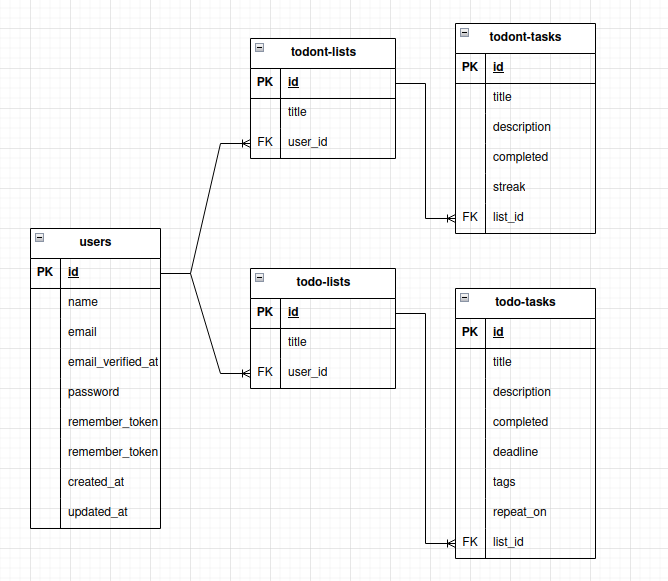 todont-lists
PK id
title
FK user_id
todont-tasks
PK id
title
description
completed
streak
FK list_id
users
PK id
name
email
email_verified_at
password
remember_token
remember_token
created_at
updated_at
todo-lists
PK id
title
FK user_id
todo-tasks
PK id
title
description
completed
deadline
tags
repeat_on
FK list_id